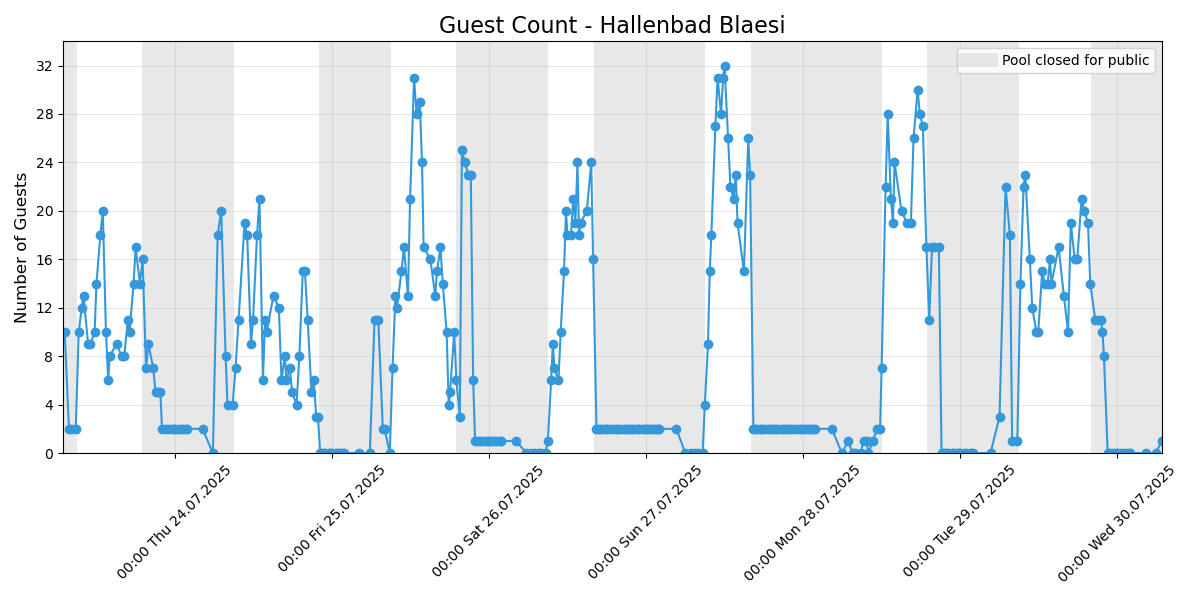 Guest Count - Hallenbad Blaesi
Pool closed for public
Number of Guests
32
28
24
20
16
12
8
4
0
00:00 Thu 24.07.2025
00:00 Fri 25.07.2025
00:00 Sat 26.07.2025
00:00 Sun 27.07.2025
00:00 Mon 28.07.2025
00:00 Tue 29.07.2025
00:00 Wed 30.07.2025